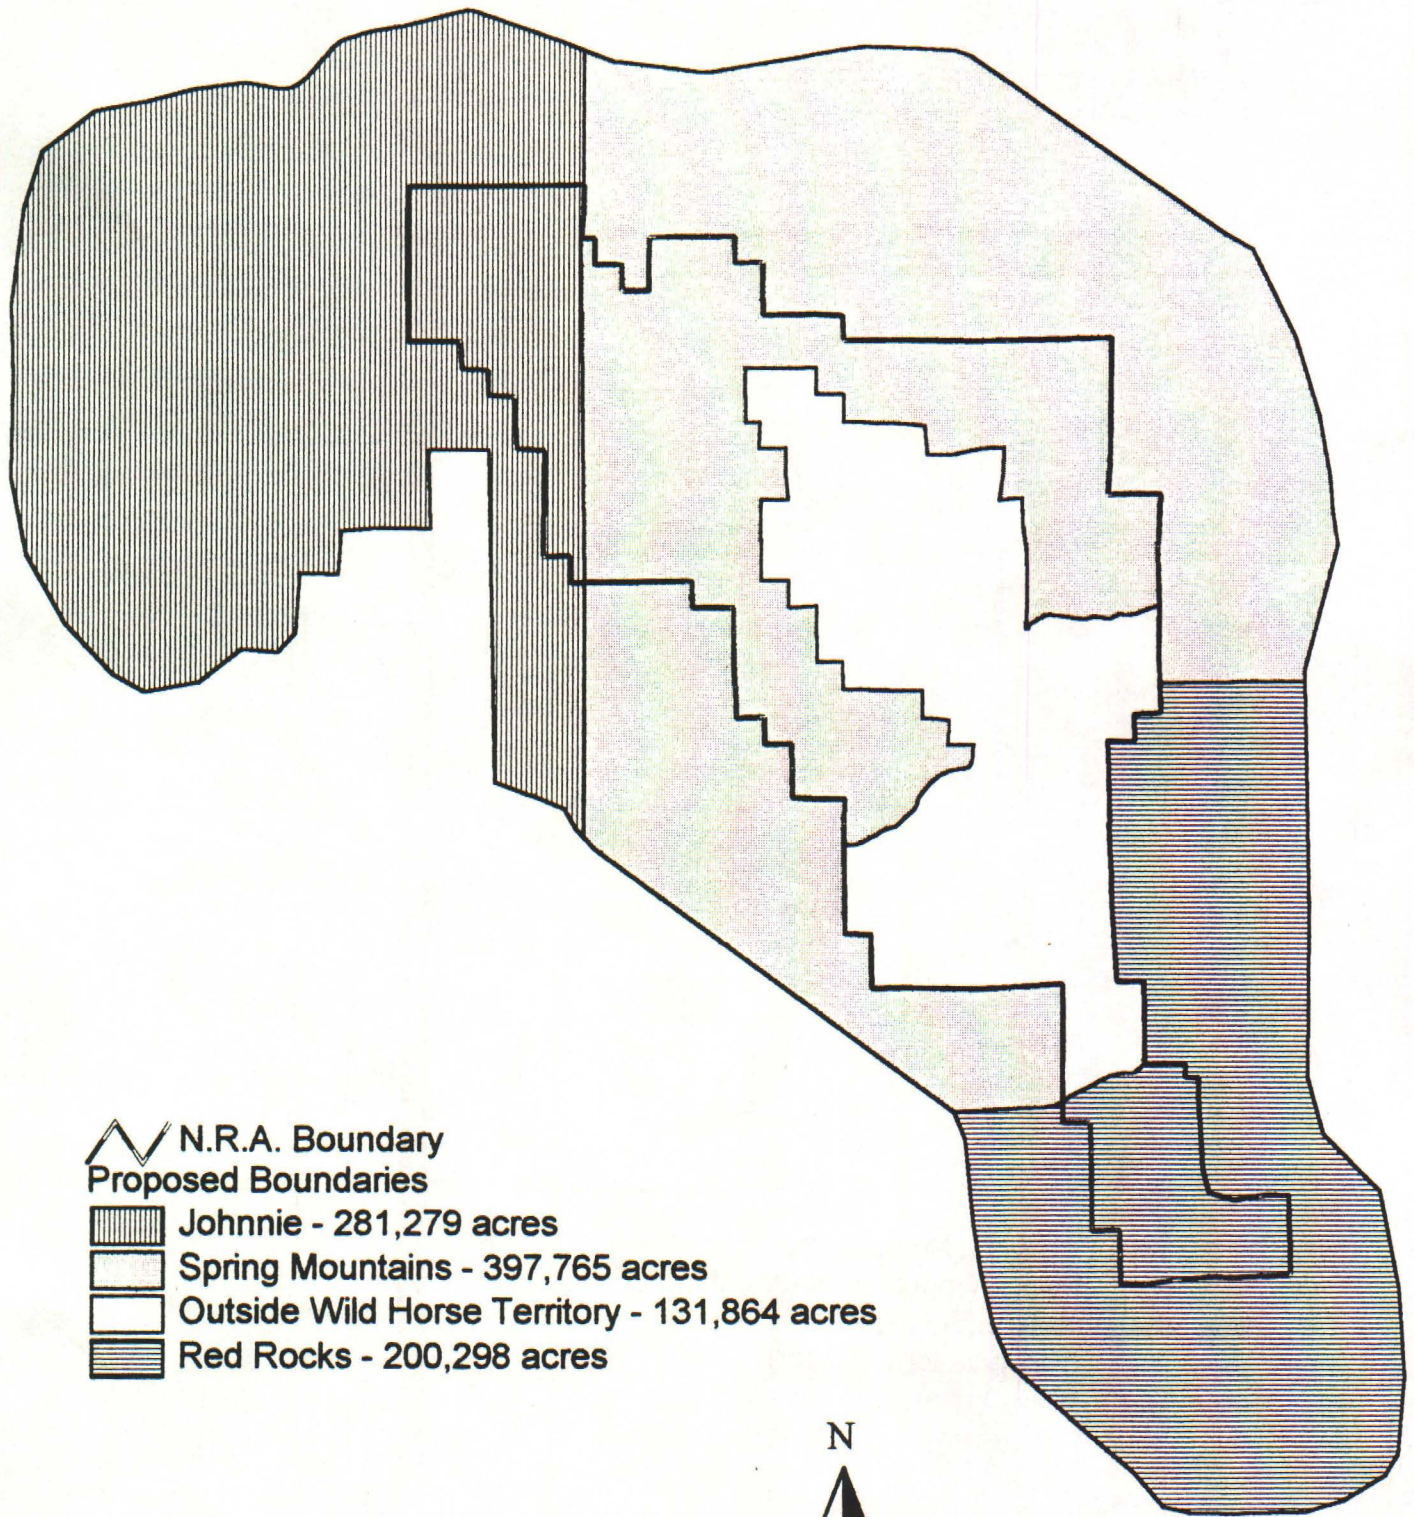 N.R.A. Boundary
Proposed Boundaries
Johnnie - 281,279 acres
Spring Mountains - 397,765 acres
Outside Wild Horse Territory - 131,864 acres
Red Rocks - 200,298 acres
N